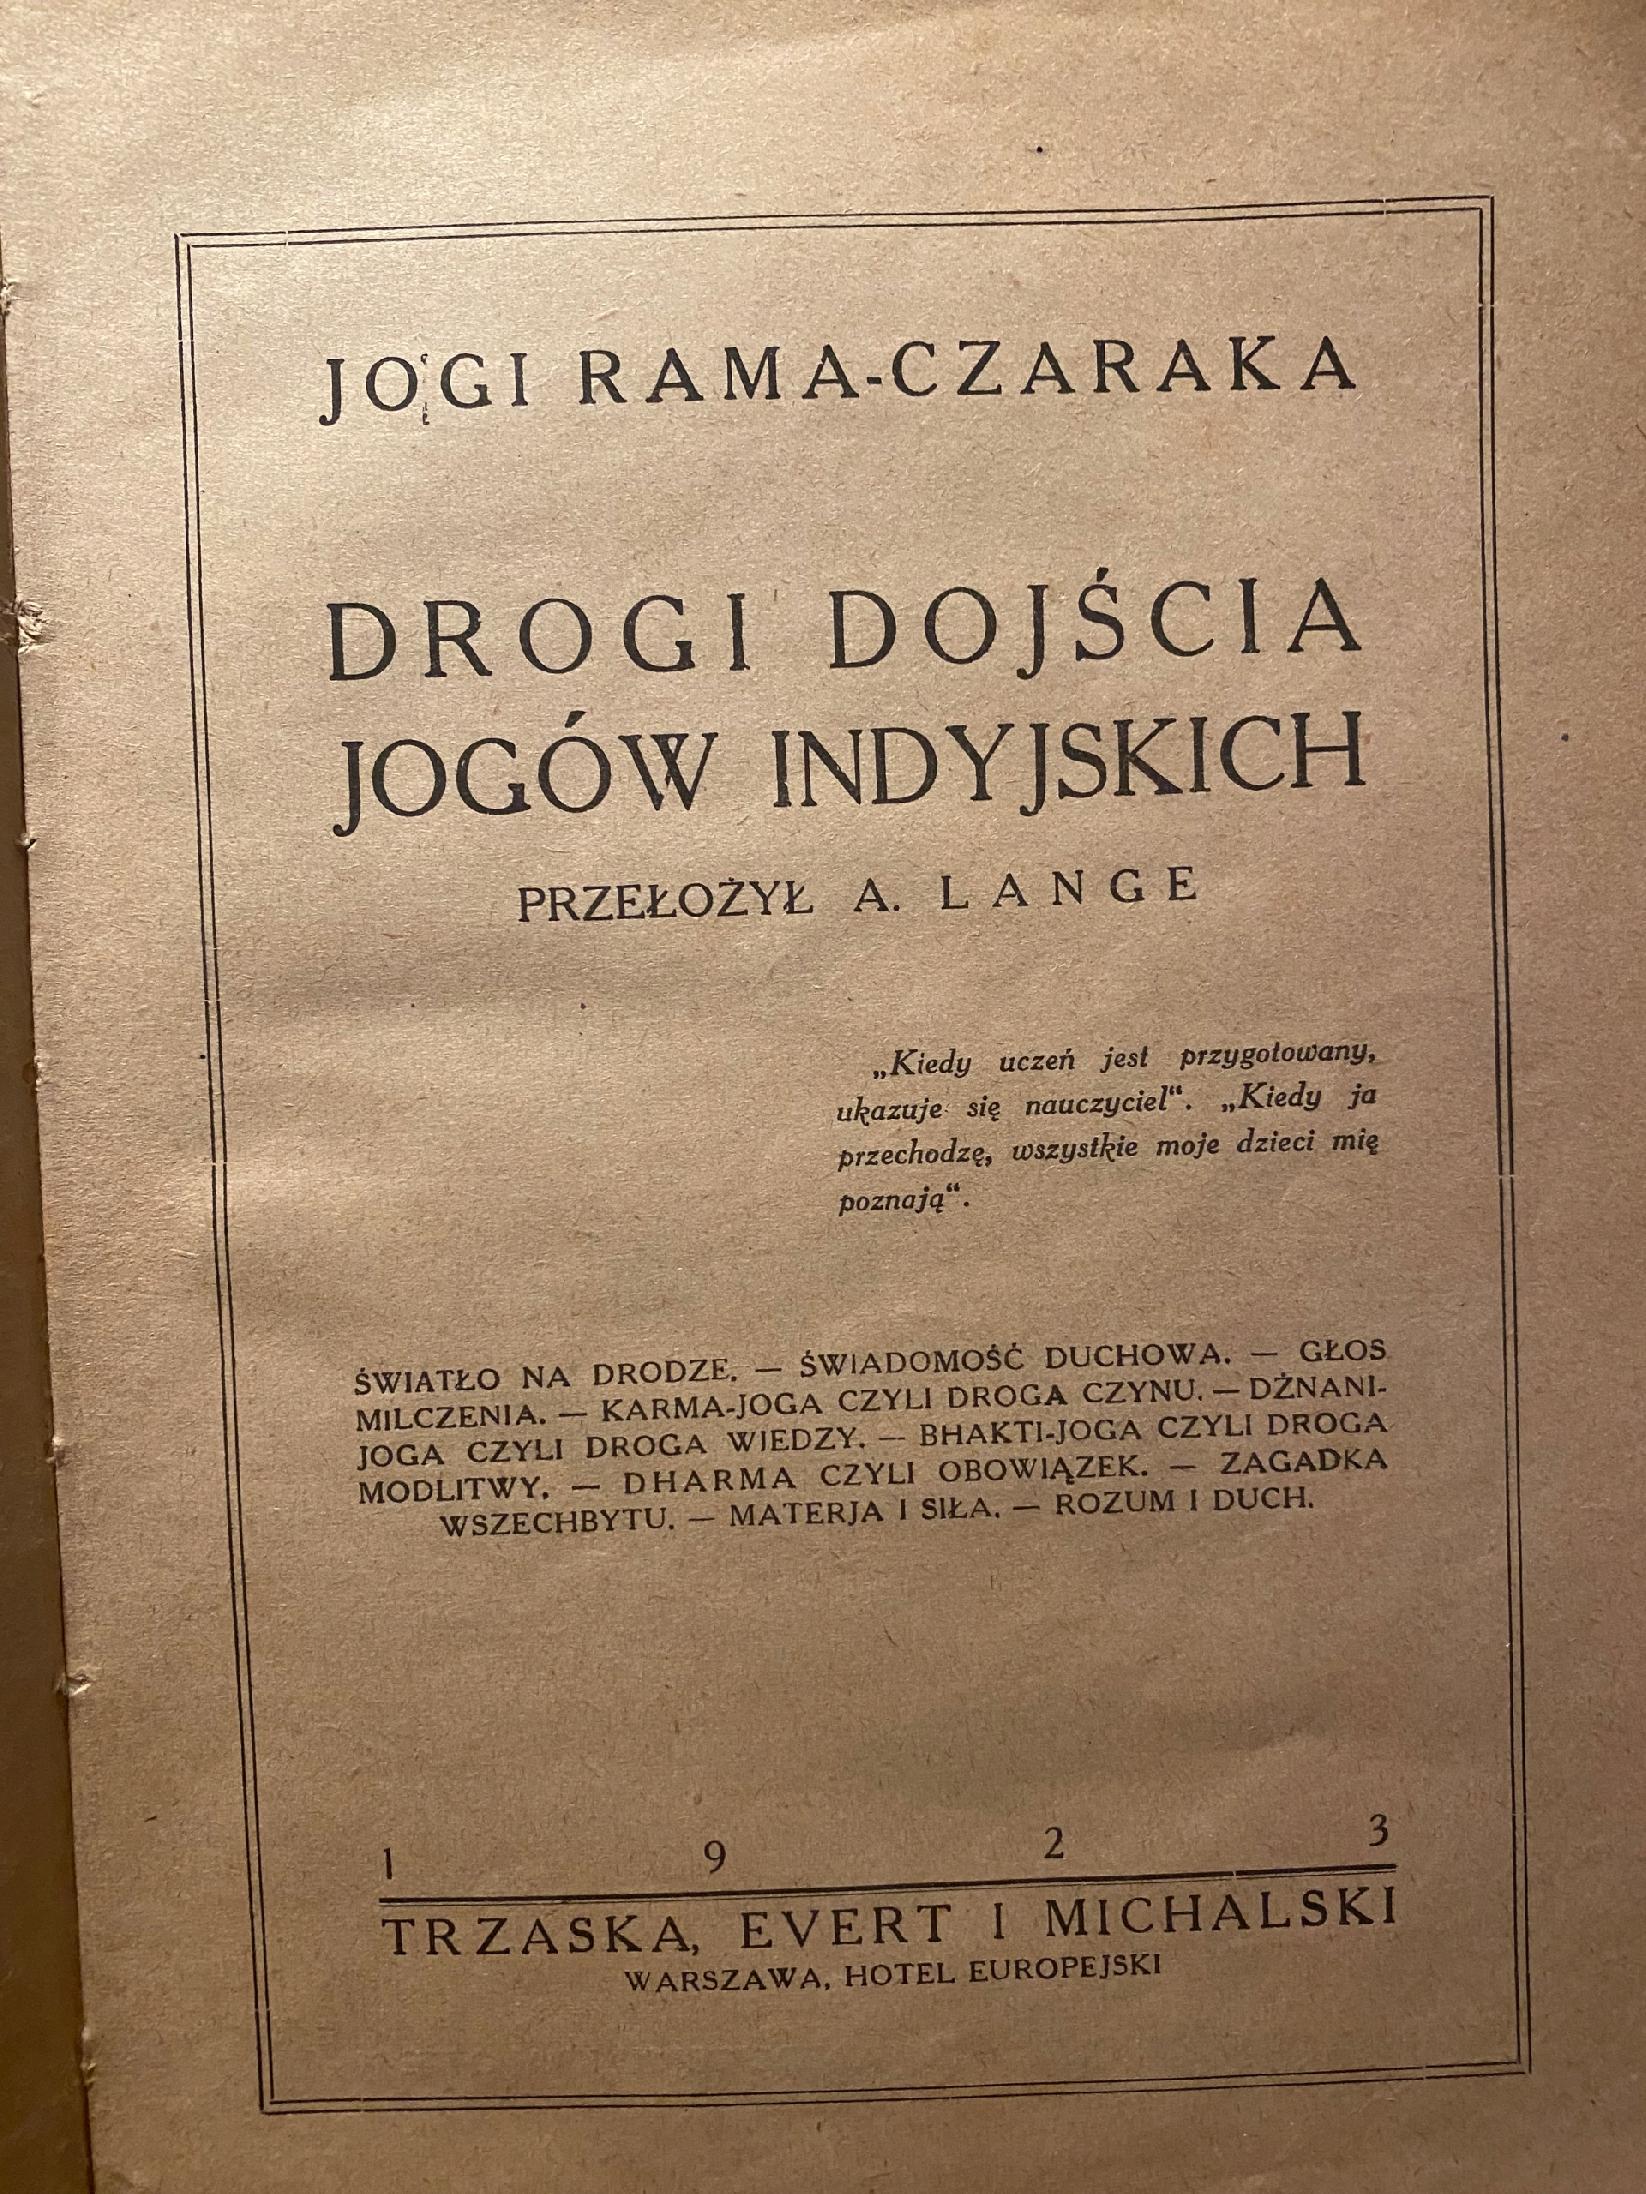 JOGI RAMA-CZARAKA
DROGI DOJŚCIA
JOGÓW INDYJSKICH
PRZEŁOŻYŁ A. LANGE
„Kiedy uczeń jest przygotowany,
ukazuje się nauczyciel“. „Kiedy ja
przechodzę, wszystkie moje dzieci mię
poznają“.
ŚWIATŁO NA DRODZE. — ŚWIADOMOŚĆ DUCHOWA. — GŁOS
MILCZENIA. — KARMA-JOGA CZYLI DROGA CZYNU. — DŹNANI-
JOGA CZYLI DROGA WIEDZY. — BHAKTI-JOGA CZYLI DROGA
MODLITWY. — DHARMA CZYLI OBOWIĄZEK. — ZAGADKA
WSZECHBYTU. — MATERJA I SIŁA. — ROZUM I DUCH.
1 9 2 3
TRZASKA, EVERT I MICHALSKI
WARSZAWA, HOTEL EUROPEJSKI